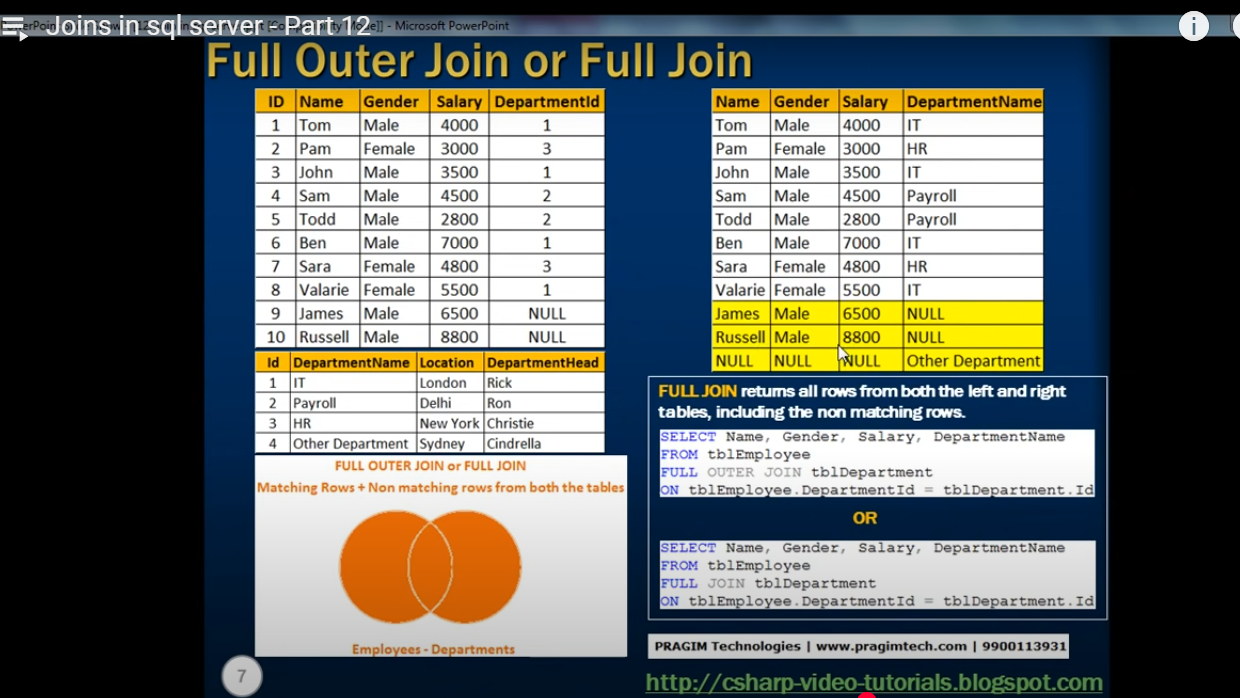 Joins in sql server - Part 12
- Microsoft PowerPoint
Full Outer Join or Full Join
ID Name Gender Salary DepartmentId
1 Tom Male 4000 1
2 Pam Female 3000 3
3 John Male 3500 1
4 Sam Male 4500 2
5 Todd Male 2800 2
6 Ben Male 7000 1
7 Sara Female 4800 3
8 Valarie Female 5500 1
9 James Male 6500 NULL
10 Russell Male 8800 NULL
Id DepartmentName Location DepartmentHead
1 IT London Rick
2 Payroll Delhi Ron
3 HR New York Christie
4 Other Department Sydney Cindrella
FULL OUTER JOIN or FULL JOIN
Matching Rows + Non matching rows from both the tables
Employees - Departments
7
Name Gender Salary DepartmentName
Tom Male 4000 IT
Pam Female 3000 HR
John Male 3500 IT
Sam Male 4500 Payroll
Todd Male 2800 Payroll
Ben Male 7000 IT
Sara Female 4800 HR
Valarie Female 5500 IT
James Male 6500 NULL
Russell Male 8800 NULL
NULL NULL NULL Other Department
FULL JOIN returns all rows from both the left and right
tables, including the non matching rows.
SELECT Name, Gender, Salary, DepartmentName
FROM tblEmployee
FULL OUTER JOIN tblDepartment
ON tblEmployee.DepartmentId = tblDepartment.Id
OR
SELECT Name, Gender, Salary, DepartmentName
FROM tblEmployee
FULL JOIN tblDepartment
ON tblEmployee.DepartmentId = tblDepartment.Id
PRAGIM Technologies | www.pragimtech.com | 9900113931
http://csharp-video-tutorials.blogspot.com